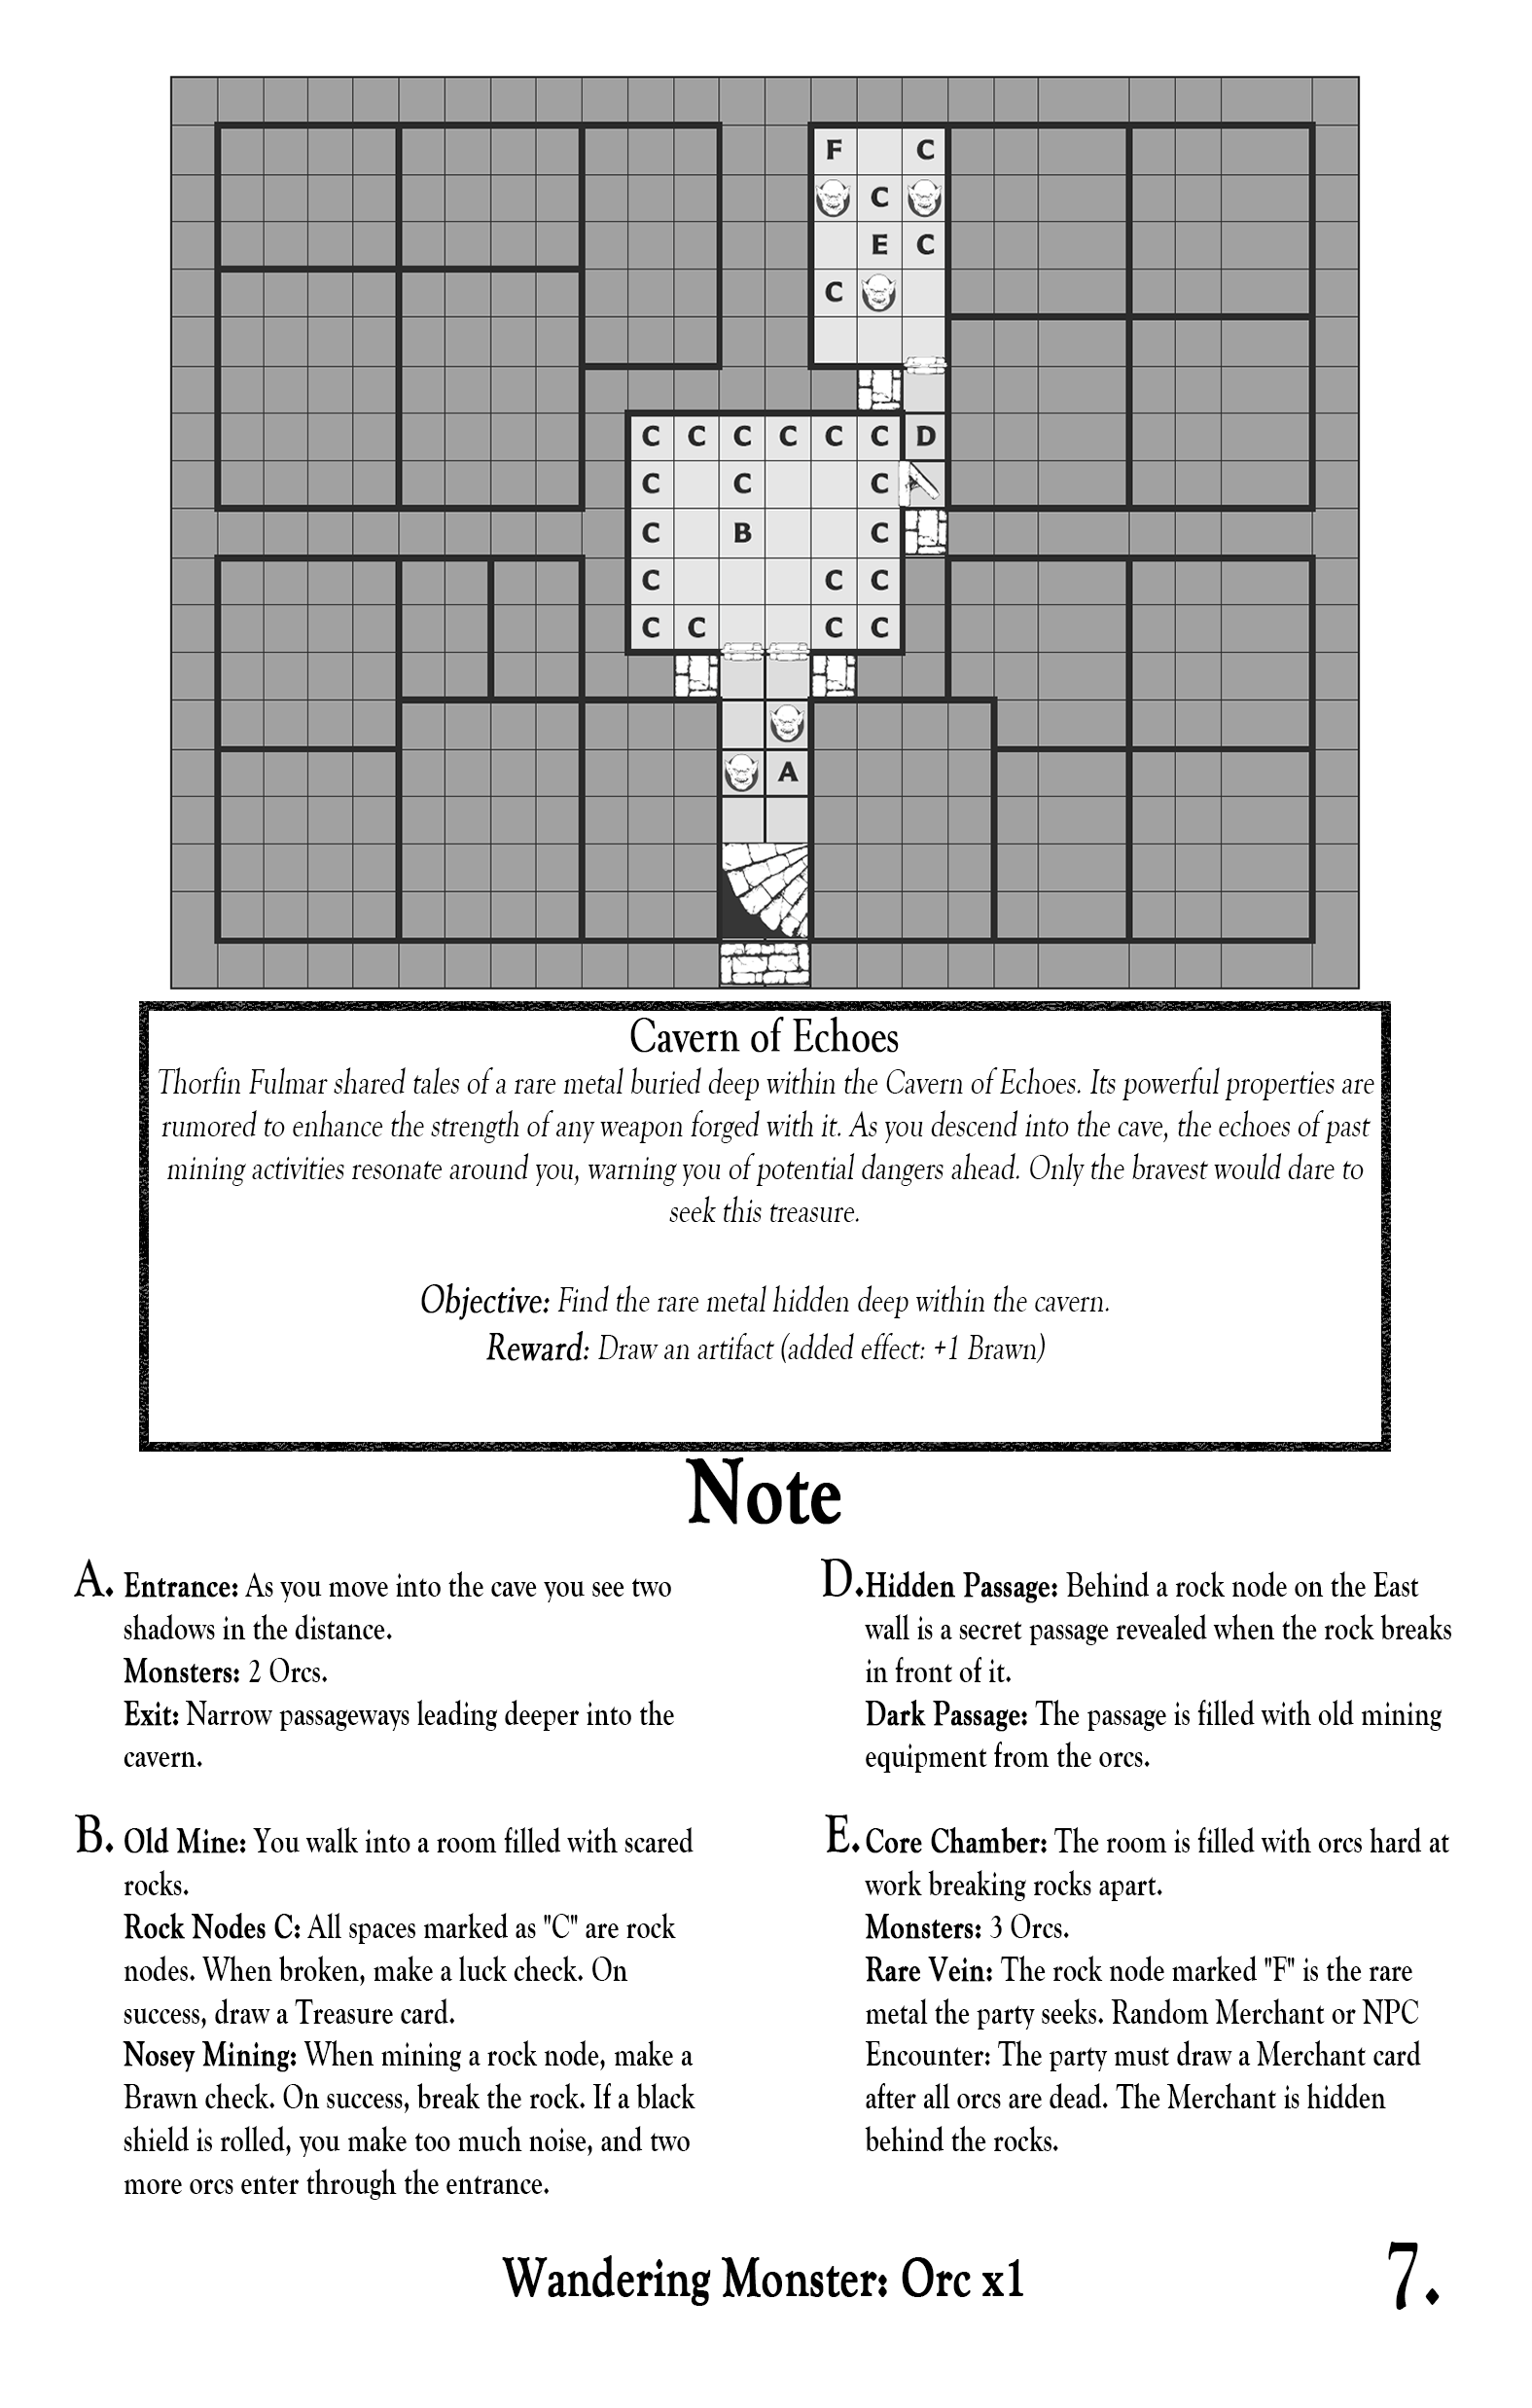 F C
C
E C
C
C C C C C C D
C C C
C B C
C C C
C C C C
A
Cavern of Echoes
Thorfin Fulmar shared tales of a rare metal buried deep within the Cavern of Echoes. Its powerful properties are
rumored to enhance the strength of any weapon forged with it. As you descend into the cave, the echoes of past
mining activities resonate around you, warning you of potential dangers ahead. Only the bravest would dare to
seek this treasure.
Objective: Find the rare metal hidden deep within the cavern.
Reward: Draw an artifact (added effect: +1 Brawn)
Note
A. Entrance: As you move into the cave you see two
shadows in the distance.
Monsters: 2 Orcs.
Exit: Narrow passageways leading deeper into the
cavern.
B. Old Mine: You walk into a room filled with scared
rocks.
Rock Nodes C: All spaces marked as "C" are rock
nodes. When broken, make a luck check. On
success, draw a Treasure card.
Nosey Mining: When mining a rock node, make a
Brawn check. On success, break the rock. If a black
shield is rolled, you make too much noise, and two
more orcs enter through the entrance.
D. Hidden Passage: Behind a rock node on the East
wall is a secret passage revealed when the rock breaks
in front of it.
Dark Passage: The passage is filled with old mining
equipment from the orcs.
E. Core Chamber: The room is filled with orcs hard at
work breaking rocks apart.
Monsters: 3 Orcs.
Rare Vein: The rock node marked "F" is the rare
metal the party seeks. Random Merchant or NPC
Encounter: The party must draw a Merchant card
after all orcs are dead. The Merchant is hidden
behind the rocks.
Wandering Monster: Orc x1
7.